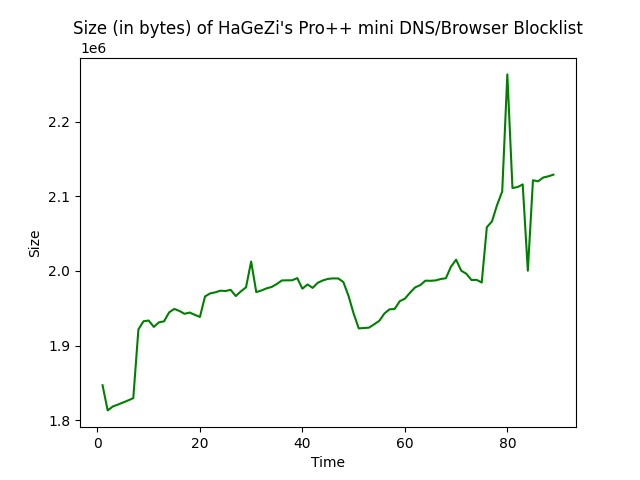 Size (in bytes) of HaGeZi's Pro++ mini DNS/Browser Blocklist
1e6
2.2
2.1
2.0
1.9
1.8
Size
0 20 40 60 80
Time